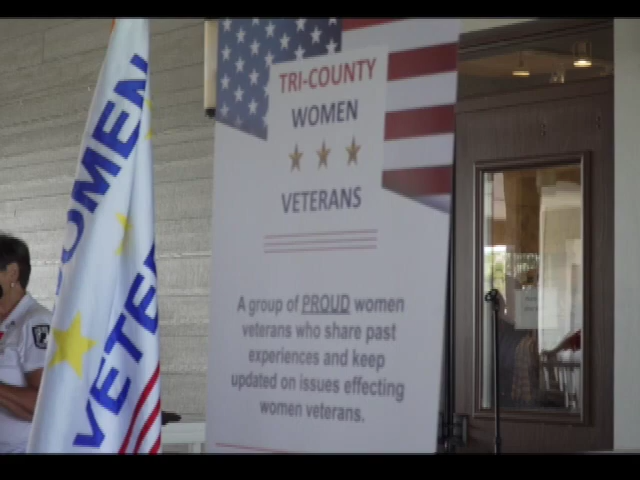 WOMEN
VETE
TRI-COUNTY
WOMEN
VETERANS
A group of PROUD women
veterans who share past
experiences and keep
updated on issues effecting
women veterans.